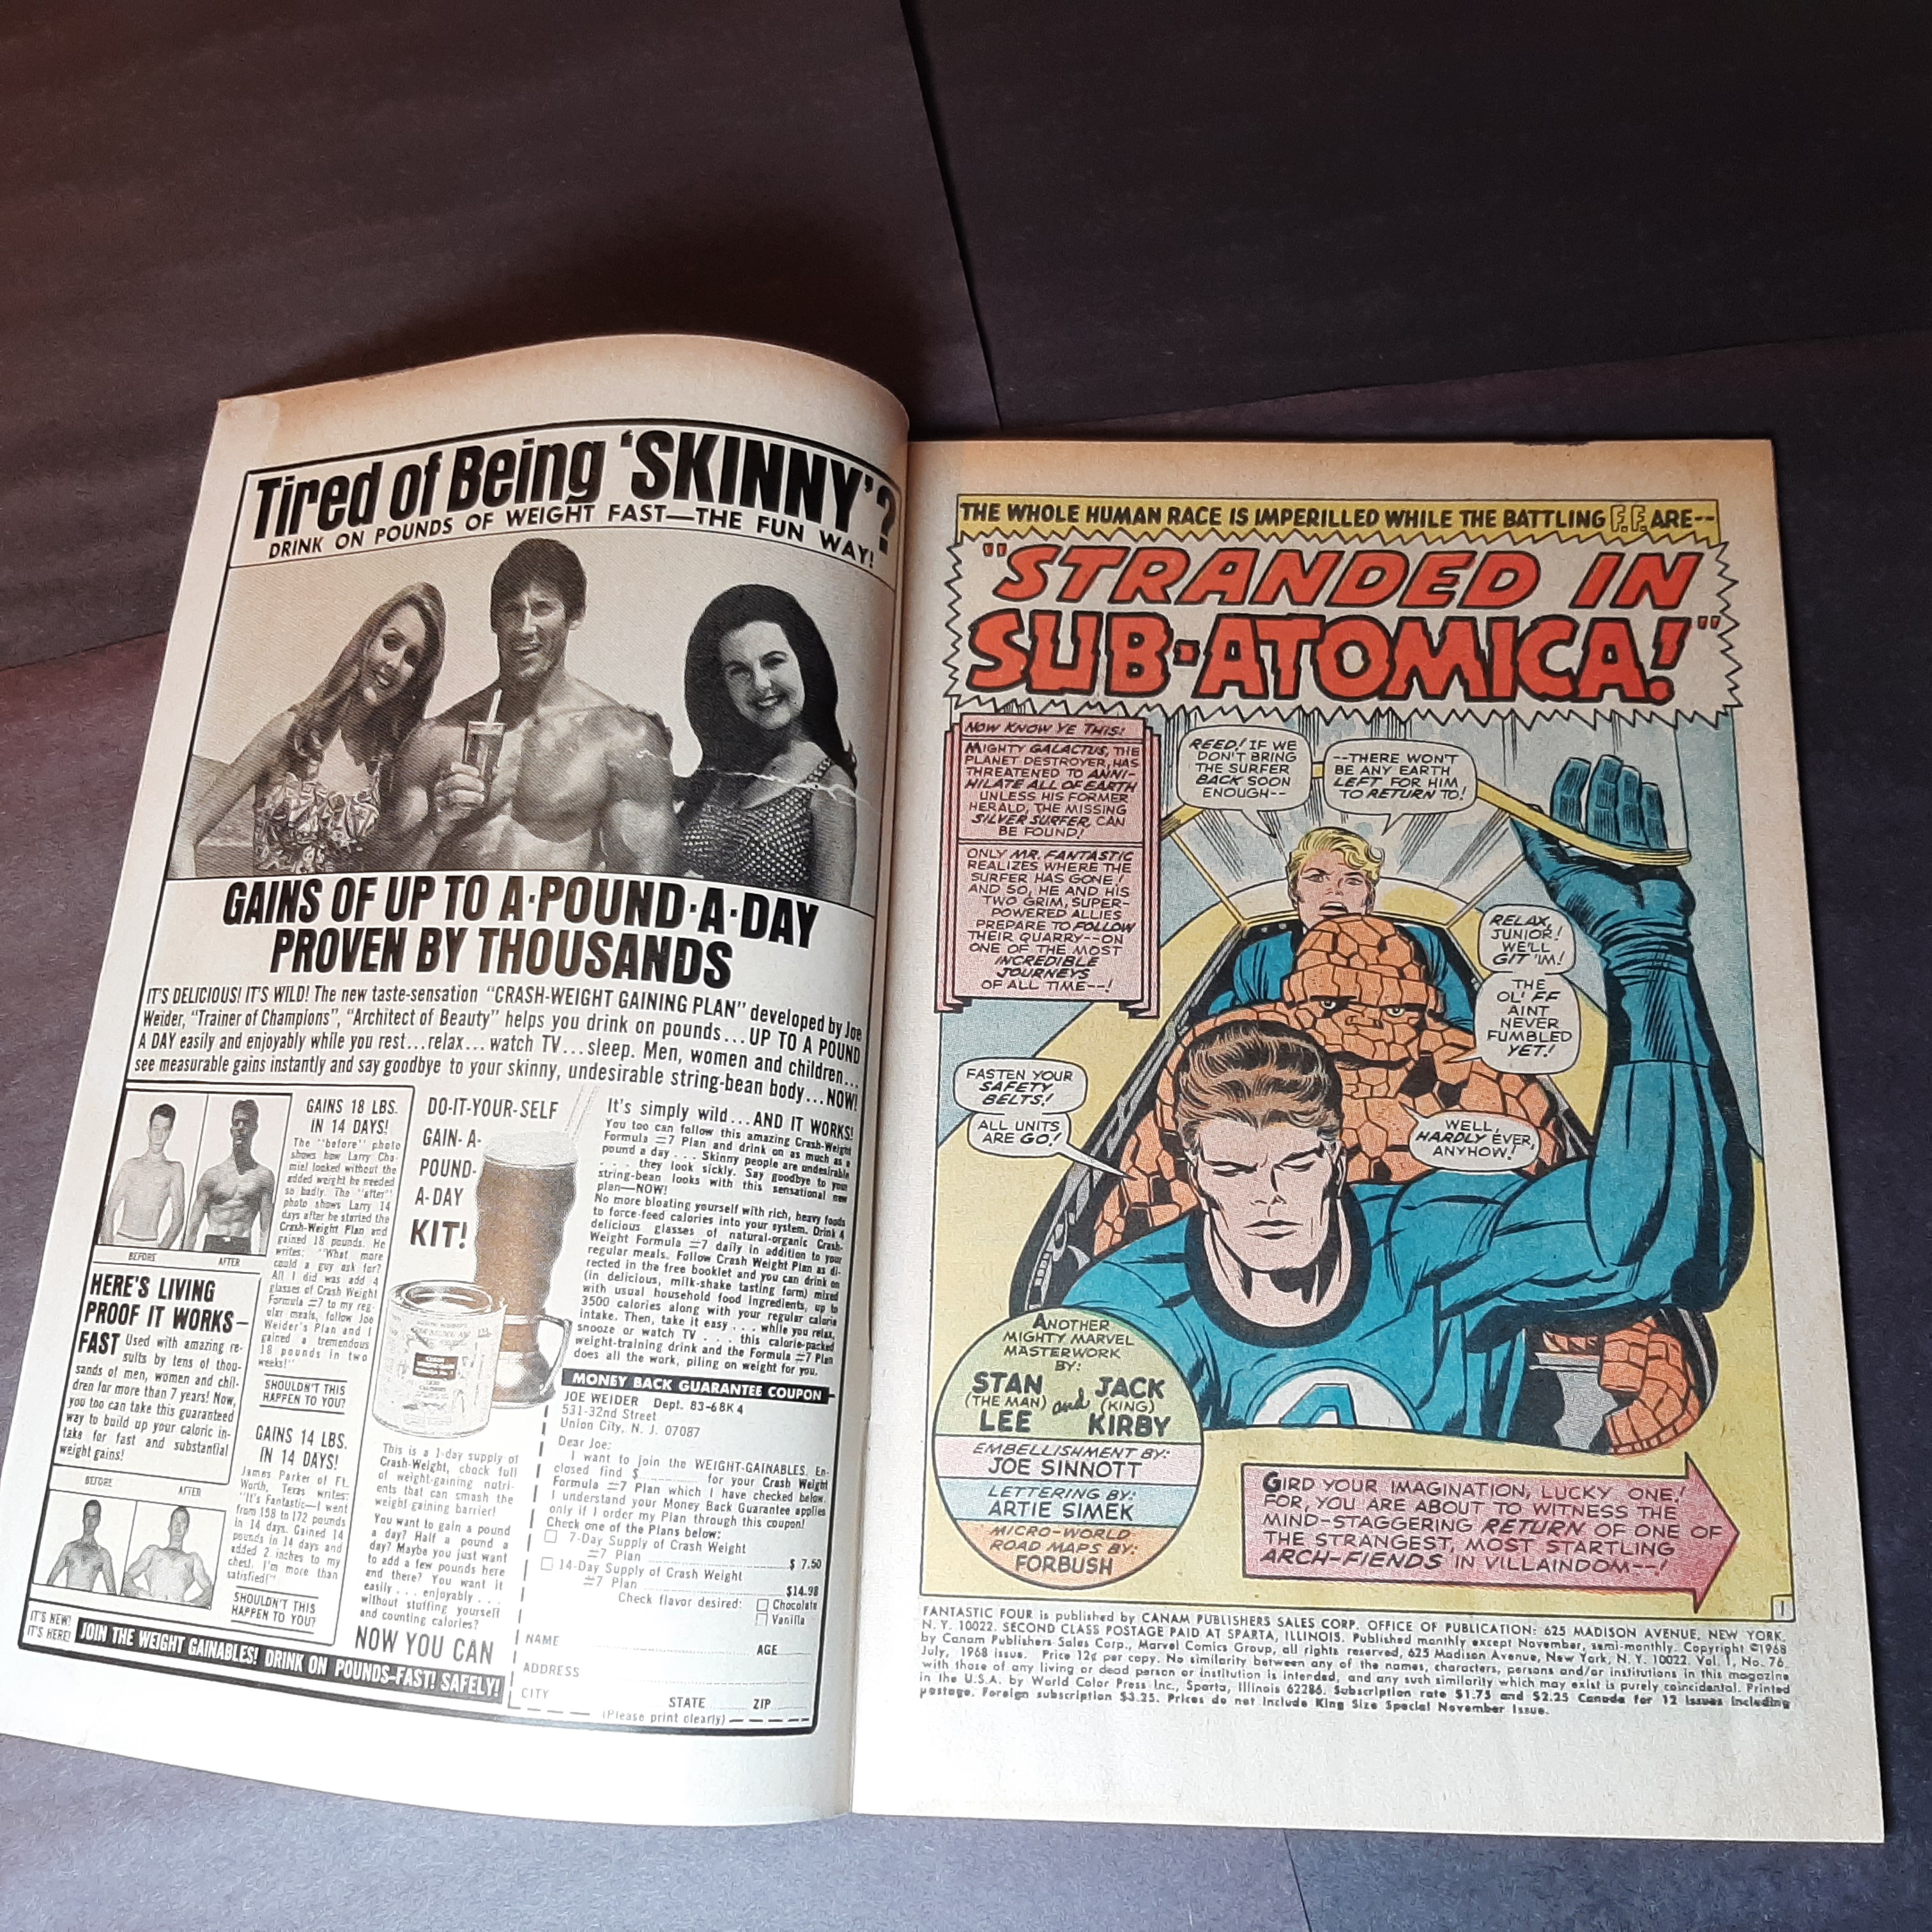 Tired of Being 'SKINNY'?
DRINK ON POUNDS OF WEIGHT FAST—THE FUN WAY!
GAINS OF UP TO A·POUND·A·DAY
PROVEN BY THOUSANDS
IT'S DELICIOUS! IT'S WILD! The new taste-sensation "CRASH-WEIGHT GAINING PLAN" developed by Joe
Weider, "Trainer of Champions", "Architect of Beauty" helps you drink on pounds...UP TO A POUND
A DAY easily and enjoyably while you rest...relax...watch TV...sleep. Men, women and children...
see measurable gains instantly and say goodbye to your skinny, undesirable string-bean body...NOW!
BEFORE
AFTER
HERE'S LIVING
PROOF IT WORKS—
FAST Used with amazing re-
sults by tens of thou-
sands of men, women and chil-
dren for more than 7 years! Now,
you too can take this guaranteed
way to build up your caloric in-
take for fast and substantial
weight gains!
BEFORE
AFTER
GAINS 18 LBS.
IN 14 DAYS!
The "before" photo
shows how Larry Cha-
miel looked without the
added weight he needed
so badly. The "after"
photo shows Larry 14
days after he started the
Crash-Weight Plan and
gained 18 pounds. He
writes: "What more
could a guy ask for?
All I did was add 4
glasses of Crash Weight
Formula #7 to my reg-
ular meals, follow Joe
Weider's Plan and I
gained a tremendous
18 pounds in two
weeks!"
SHOULDN'T THIS
HAPPEN TO YOU?
GAINS 14 LBS.
IN 14 DAYS!
James Parker of Ft.
Worth, Texas writes:
"It's Fantastic—I went
from 158 to 172 pounds
in 14 days. Gained 14
pounds in 14 days and
added 2 inches to my
chest. I'm more than
satisfied!"
SHOULDN'T THIS
HAPPEN TO YOU?
DO-IT-YOUR-SELF
GAIN-A-
POUND-
A-DAY
KIT!
This is a 1-day supply of
Crash-Weight, chock full
of weight-gaining nutri-
ents that can smash the
weight gaining barrier!
You want to gain a pound
a day? Half a pound a
day? Maybe you just want
to add a few pounds here
and there? You want it
easily . . . enjoyably . . .
without stuffing yourself
and counting calories?
NOW YOU CAN
It's simply wild...AND IT WORKS!
You too can follow this amazing Crash-Weight
Formula #7 Plan and drink on as much as a
pound a day . . . Skinny people are undesirable
. . . they look sickly. Say goodbye to your
string-bean looks with this sensational new
plan—NOW!
No more bloating yourself with rich, heavy foods
to force-feed calories into your system. Drink 4
delicious glasses of natural-organic Crash-
Weight Formula #7 daily in addition to your
regular meals. Follow Crash Weight Plan as di-
rected in the free booklet and you can drink on
(in delicious, milk-shake tasting form) mixed
with usual household food ingredients, up to
3500 calories along with your regular calorie
intake. Then, take it easy . . . while you relax,
snooze or watch TV . . . this calorie-packed
weight-training drink and the Formula #7 Plan
does all the work, piling on weight for you.
MONEY BACK GUARANTEE COUPON
JOE WEIDER Dept. 83-68K4
531-32nd Street
Union City, N. J. 07087
Dear Joe:
I want to join the WEIGHT-GAINABLES. En-
closed find $ for your Crash Weight
Formula #7 Plan which I have checked below.
I understand your Money Back Guarantee applies
only if I order my Plan through this coupon!
Check one of the Plans below:
7-Day Supply of Crash Weight
#7 Plan $ 7.50
14-Day Supply of Crash Weight
#7 Plan $14.98
Check flavor desired: Chocolate
Vanilla
NAME AGE
ADDRESS
CITY
STATE ZIP
(Please print clearly)
IT'S NEW!
IT'S HERE!
JOIN THE WEIGHT GAINABLES! DRINK ON POUNDS-FAST! SAFELY!
THE WHOLE HUMAN RACE IS IMPERILLED WHILE THE BATTLING F.F. ARE--
"STRANDED IN
SUB·ATOMICA!"
NOW KNOW YE THIS:
MIGHTY GALACTUS, THE
PLANET DESTROYER, HAS
THREATENED TO ANNI-
HILATE ALL OF EARTH
UNLESS HIS FORMER
HERALD, THE MISSING
SILVER SURFER, CAN
BE FOUND!
ONLY MR. FANTASTIC
REALIZES WHERE THE
SURFER HAS GONE!
AND SO, HE AND HIS
TWO GRIM, SUPER-
POWERED ALLIES
PREPARE TO FOLLOW
THEIR QUARRY--ON
ONE OF THE MOST
INCREDIBLE
JOURNEYS
OF ALL TIME--!
REED! IF WE
DON'T BRING
THE SURFER
BACK SOON
ENOUGH--
--THERE WON'T
BE ANY EARTH
LEFT FOR HIM
TO RETURN TO!
RELAX,
JUNIOR!
WE'LL
GIT 'IM!
THE
OL' FF
AINT
NEVER
FUMBLED
YET!
WELL,
HARDLY EVER,
ANYHOW!
FASTEN YOUR
SAFETY
BELTS!
ALL UNITS
ARE GO!
ANOTHER
MIGHTY MARVEL
MASTERWORK
BY:
STAN (THE MAN) LEE and JACK (KING) KIRBY
EMBELLISHMENT BY:
JOE SINNOTT
LETTERING BY:
ARTIE SIMEK
MICRO-WORLD
ROAD MAPS BY:
FORBUSH
GIRD YOUR IMAGINATION, LUCKY ONE!
FOR, YOU ARE ABOUT TO WITNESS THE
MIND-STAGGERING RETURN OF ONE OF
THE STRANGEST, MOST STARTLING
ARCH-FIENDS IN VILLAINDOM--!
1
FANTASTIC FOUR is published by CANAM PUBLISHERS SALES CORP. OFFICE OF PUBLICATION: 625 MADISON AVENUE, NEW YORK,
N. Y. 10022. SECOND CLASS POSTAGE PAID AT SPARTA, ILLINOIS. Published monthly except November, semi-monthly. Copyright ©1968
by Canam Publishers Sales Corp., Marvel Comics Group, all rights reserved, 625 Madison Avenue, New York, N. Y. 10022. Vol. 1, No. 76,
July, 1968 issue. Price 12¢ per copy. No similarity between any of the names, characters, persons and/or institutions in this magazine
with those of any living or dead person or institution is intended, and any such similarity which may exist is purely coincidental. Printed
in the U.S.A. by World Color Press Inc., Sparta, Illinois 62286. Subscription rate $1.75 and $2.25 Canada for 12 issues including
postage. Foreign subscription $3.25. Prices do not include King Size Special November Issue.